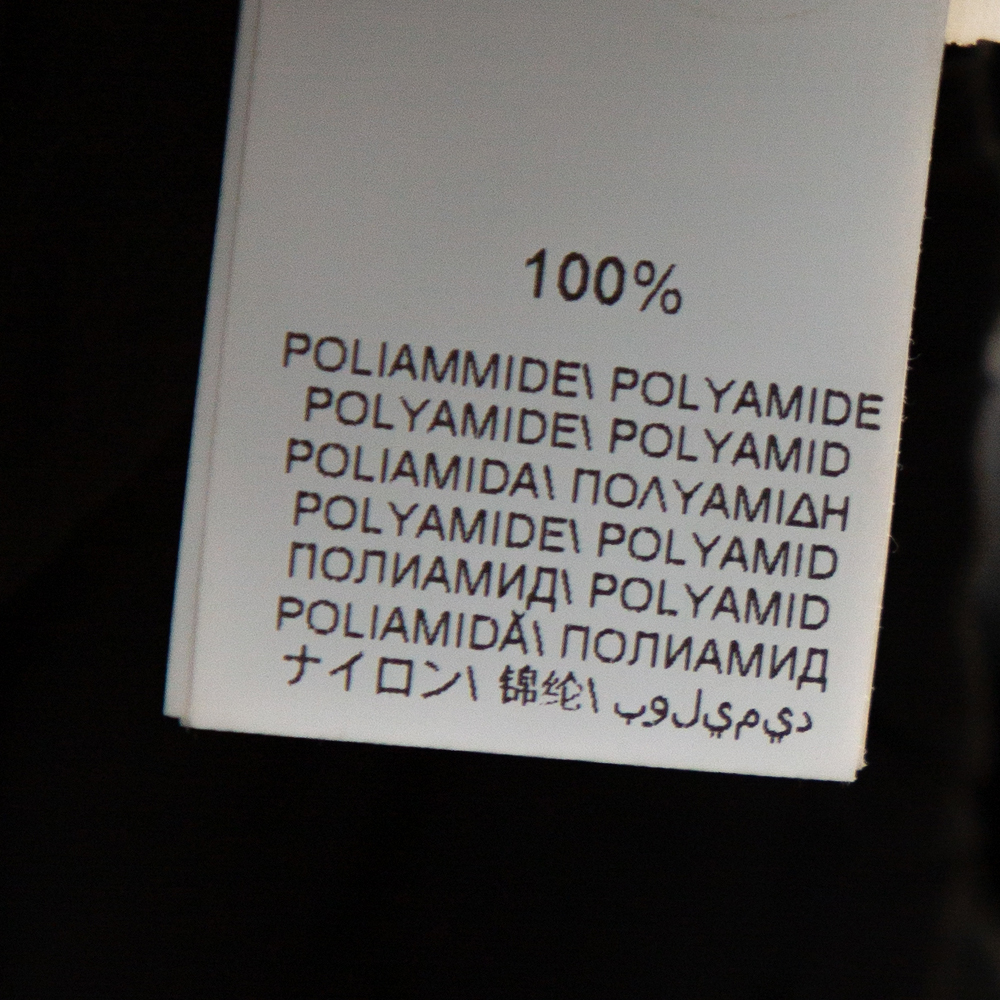 100%
POLIAMMIDE\ POLYAMIDE
POLYAMIDE\ POLYAMID
POLIAMIDA\ ΠΟΛΥΑΜΙΔΗ
POLYAMIDE\ POLYAMID
ПОЛИАМИД\ POLYAMID
POLIAMIDĂ\ ПОЛИАМИД
ナイロン\ 锦纶\ ديميلوب